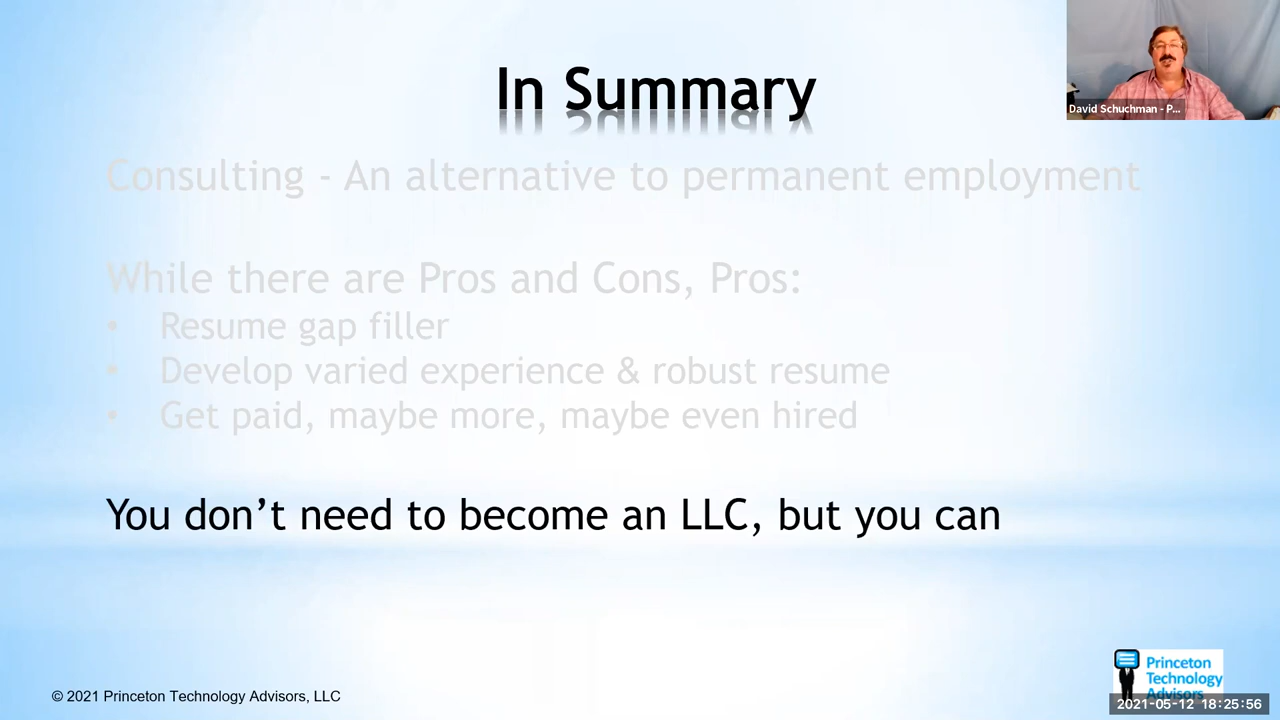 In Summary
David Schuchman - P...
Consulting - An alternative to permanent employment
While there are Pros and Cons, Pros:
• Resume gap filler
• Develop varied experience & robust resume
• Get paid, maybe more, maybe even hired
You don’t need to become an LLC, but you can
© 2021 Princeton Technology Advisors, LLC
Princeton
Technology
Advisors
2021-05-12 18:25:56